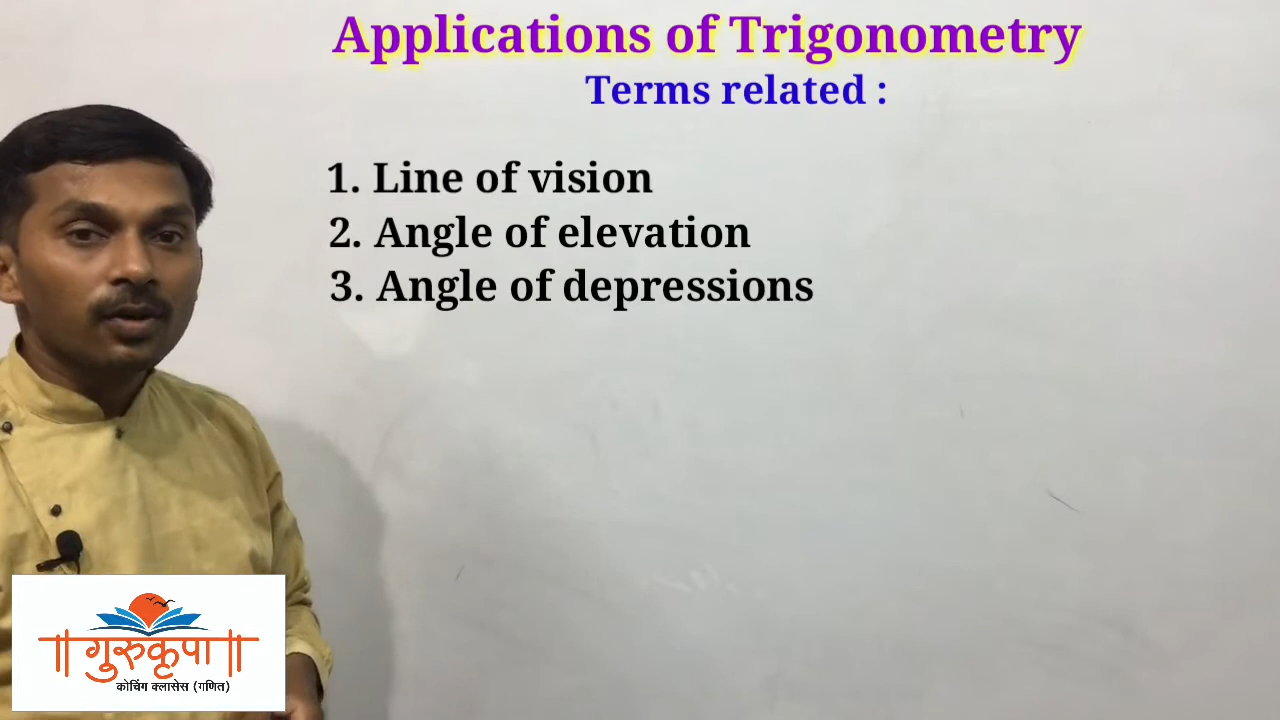 Applications of Trigonometry
Terms related :
1. Line of vision
2. Angle of elevation
3. Angle of depressions
॥ गुरुकृपा ॥
कोचिंग क्लासेस (गणित)